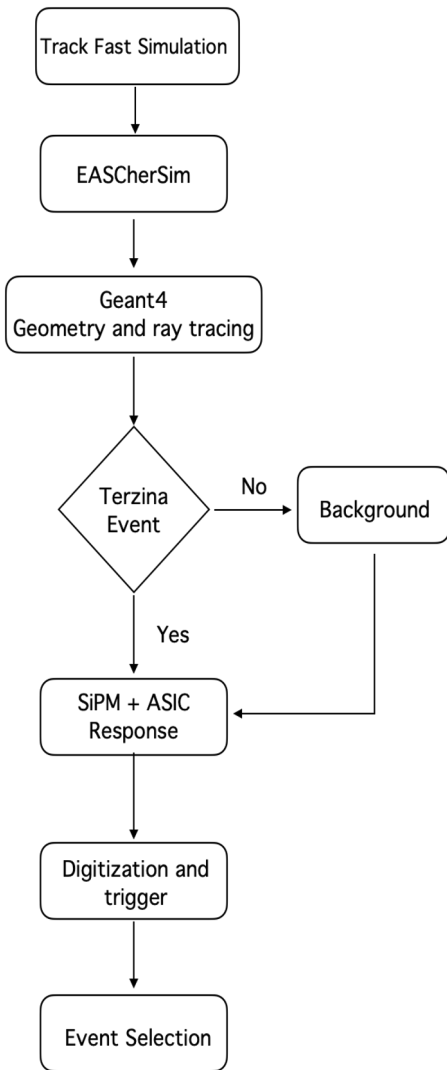 Track Fast Simulation
EASCherSim
Geant4
Geometry and ray tracing
Terzina
Event
No
Background
Yes
SiPM + ASIC
Response
Digitization and
trigger
Event Selection